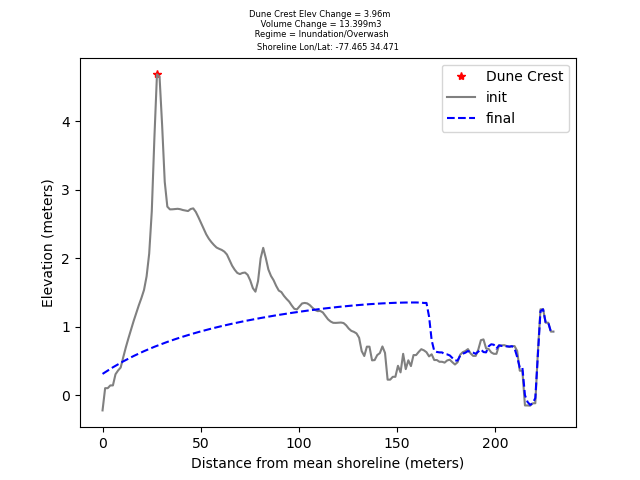 Dune Crest Elev Change = 3.96m
Volume Change = 13.399m3
Regime = Inundation/Overwash
Shoreline Lon/Lat: -77.465 34.471
Dune Crest
init
final
4
3
2
1
0
Elevation (meters)
0 50 100 150 200
Distance from mean shoreline (meters)